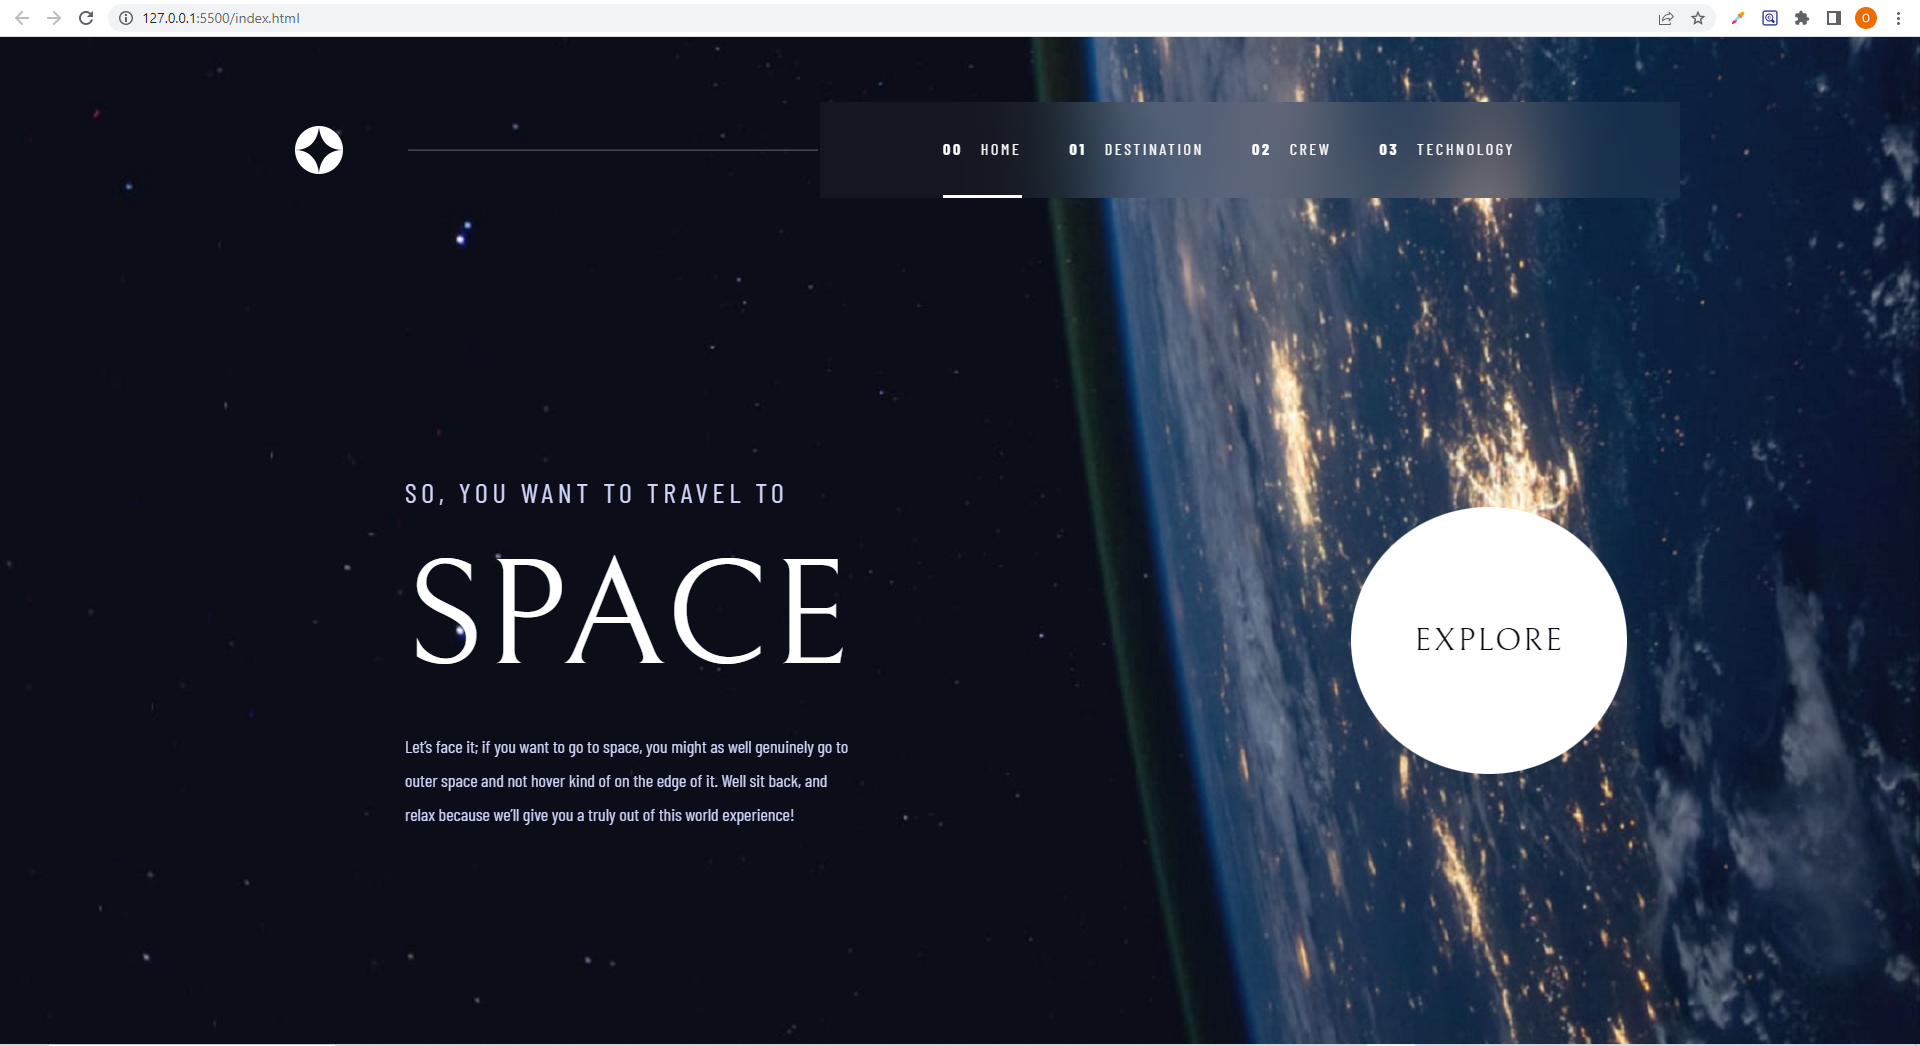 127.0.0.1:5500/index.html
O
00 HOME 01 DESTINATION 02 CREW 03 TECHNOLOGY
SO, YOU WANT TO TRAVEL TO
SPACE
EXPLORE
Let’s face it; if you want to go to space, you might as well genuinely go to
outer space and not hover kind of on the edge of it. Well sit back, and
relax because we’ll give you a truly out of this world experience!